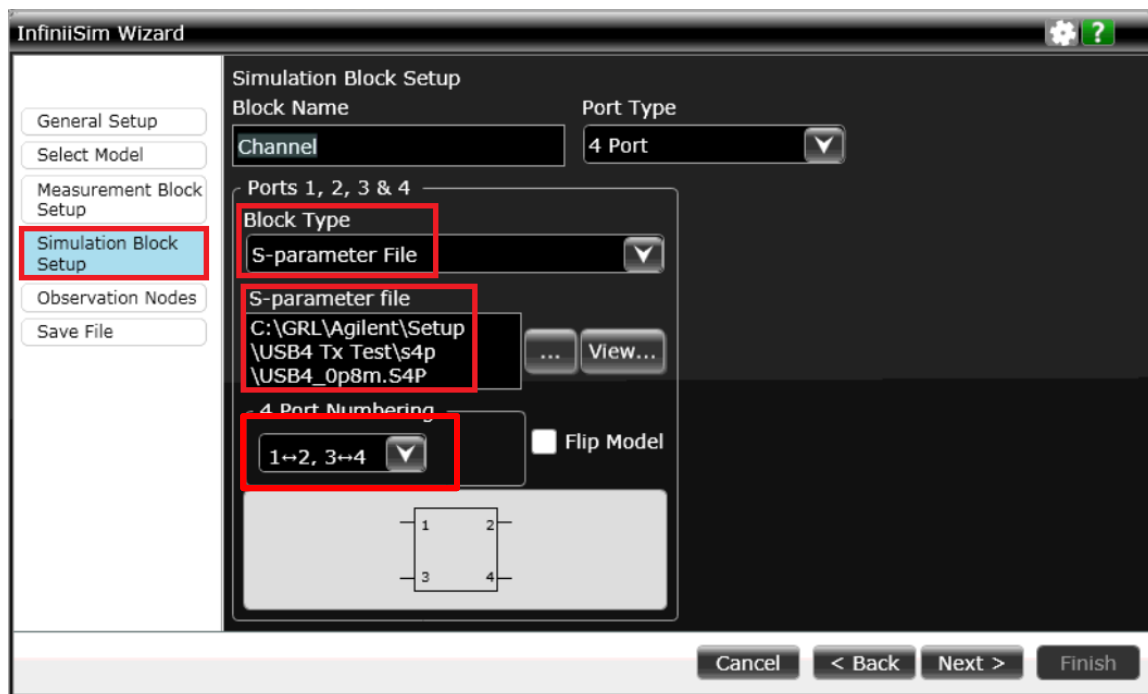 InfiniiSim Wizard
?
General Setup
Select Model
Measurement Block
Setup
Simulation Block
Setup
Observation Nodes
Save File
Simulation Block Setup
Block Name
Port Type
Channel
4 Port
Ports 1, 2, 3 & 4
Block Type
S-parameter File
S-parameter file
C:\GRL\Agilent\Setup
\USB4 Tx Test\s4p
\USB4_0p8m.S4P
...
View...
4 Port Numbering
1↔2, 3↔4
Flip Model
1 2
3 4
Cancel
< Back
Next >
Finish